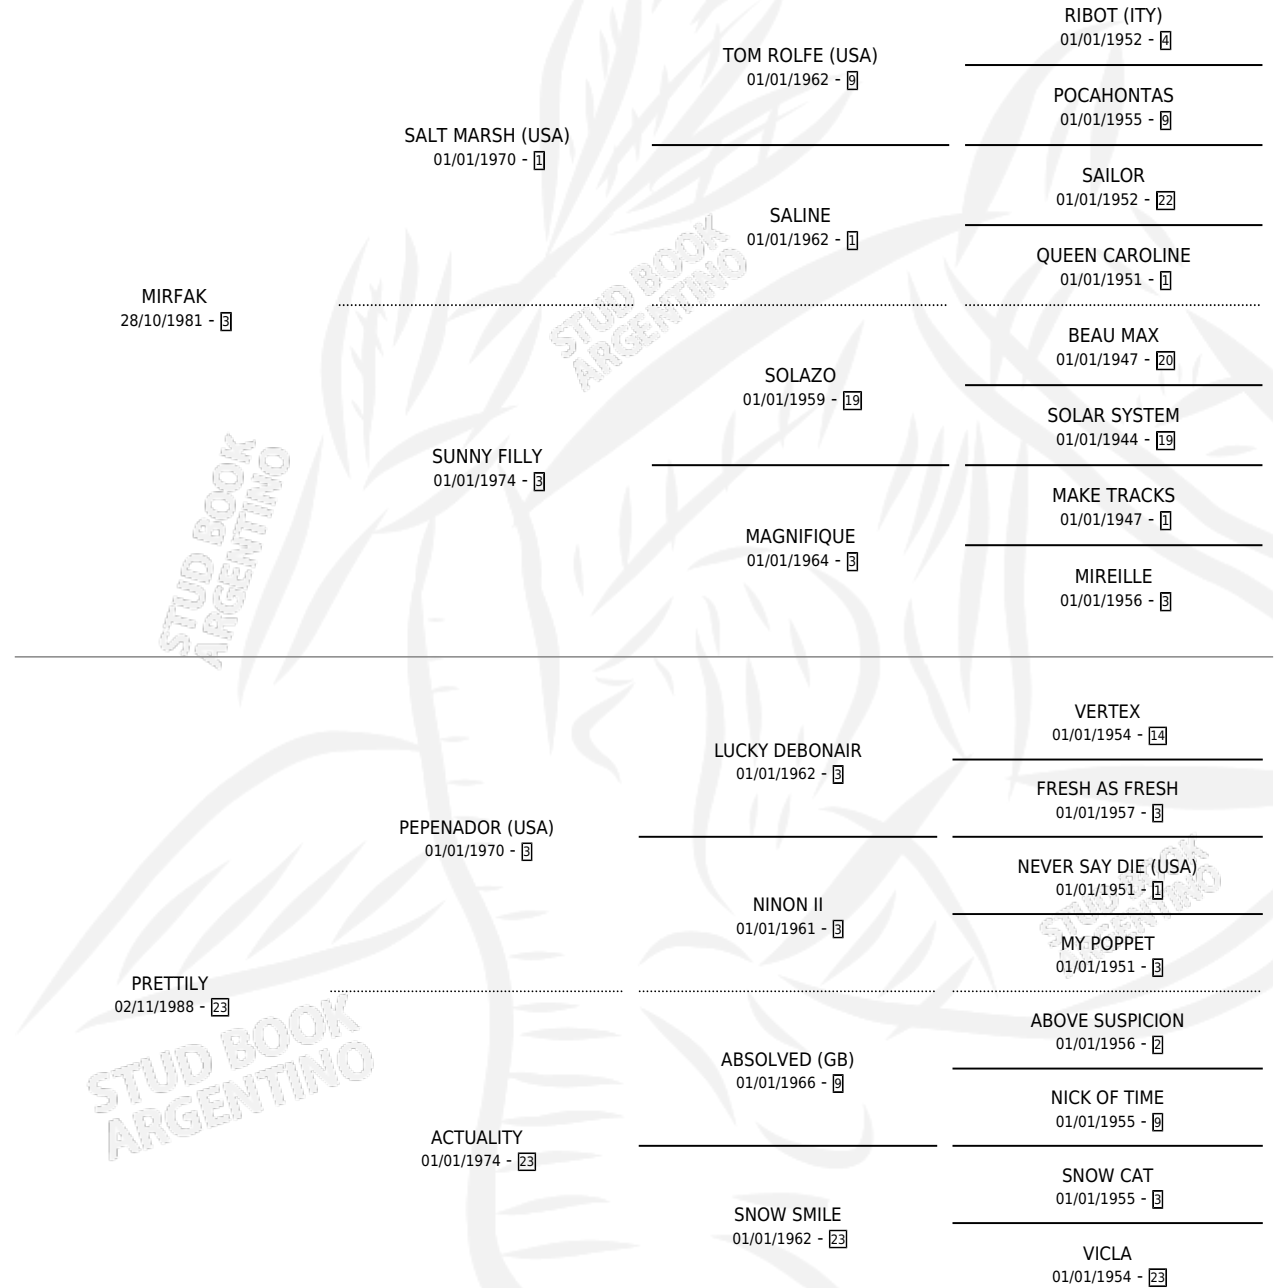 RIBOT (ITY)
01/01/1952 - 4
TOM ROLFE (USA)
01/01/1962 - 9
POCAHONTAS
01/01/1955 - 9
SALT MARSH (USA)
01/01/1970 - 1
SAILOR
01/01/1952 - 22
SALINE
01/01/1962 - 1
QUEEN CAROLINE
01/01/1951 - 1
MIRFAK
28/10/1981 - 3
BEAU MAX
01/01/1947 - 20
SOLAZO
01/01/1959 - 19
SOLAR SYSTEM
01/01/1944 - 19
SUNNY FILLY
01/01/1974 - 3
MAKE TRACKS
01/01/1947 - 1
MAGNIFIQUE
01/01/1964 - 3
MIREILLE
01/01/1956 - 3
VERTEX
01/01/1954 - 14
LUCKY DEBONAIR
01/01/1962 - 3
FRESH AS FRESH
01/01/1957 - 3
PEPENADOR (USA)
01/01/1970 - 3
NEVER SAY DIE (USA)
01/01/1951 - 1
NINON II
01/01/1961 - 3
MY POPPET
01/01/1951 - 3
PRETTILY
02/11/1988 - 23
ABOVE SUSPICION
01/01/1956 - 2
ABSOLVED (GB)
01/01/1966 - 9
NICK OF TIME
01/01/1955 - 9
ACTUALITY
01/01/1974 - 23
SNOW CAT
01/01/1955 - 3
SNOW SMILE
01/01/1962 - 23
VICLA
01/01/1954 - 23
STUD BOOK
ARGENTINO
STUD BOOK
ARGENTINO
STUD BOOK
ARGENTINO
STUD BOOK
ARGENTINO